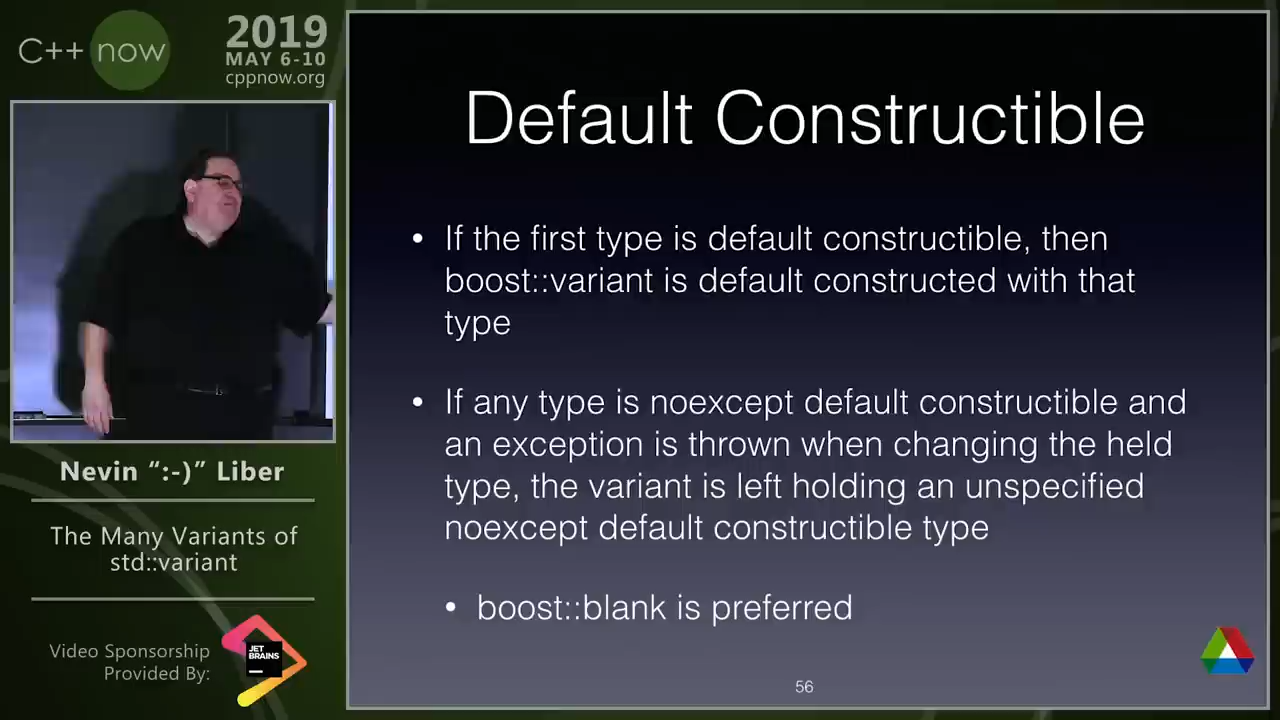 C++ now
2019
MAY 6-10
cppnow.org
Nevin “:-)” Liber
The Many Variants of
std::variant
Video Sponsorship
Provided By:
JET
BRAINS
Default Constructible
• If the first type is default constructible, then
boost::variant is default constructed with that
type
• If any type is noexcept default constructible and
an exception is thrown when changing the held
type, the variant is left holding an unspecified
noexcept default constructible type
• boost::blank is preferred
56